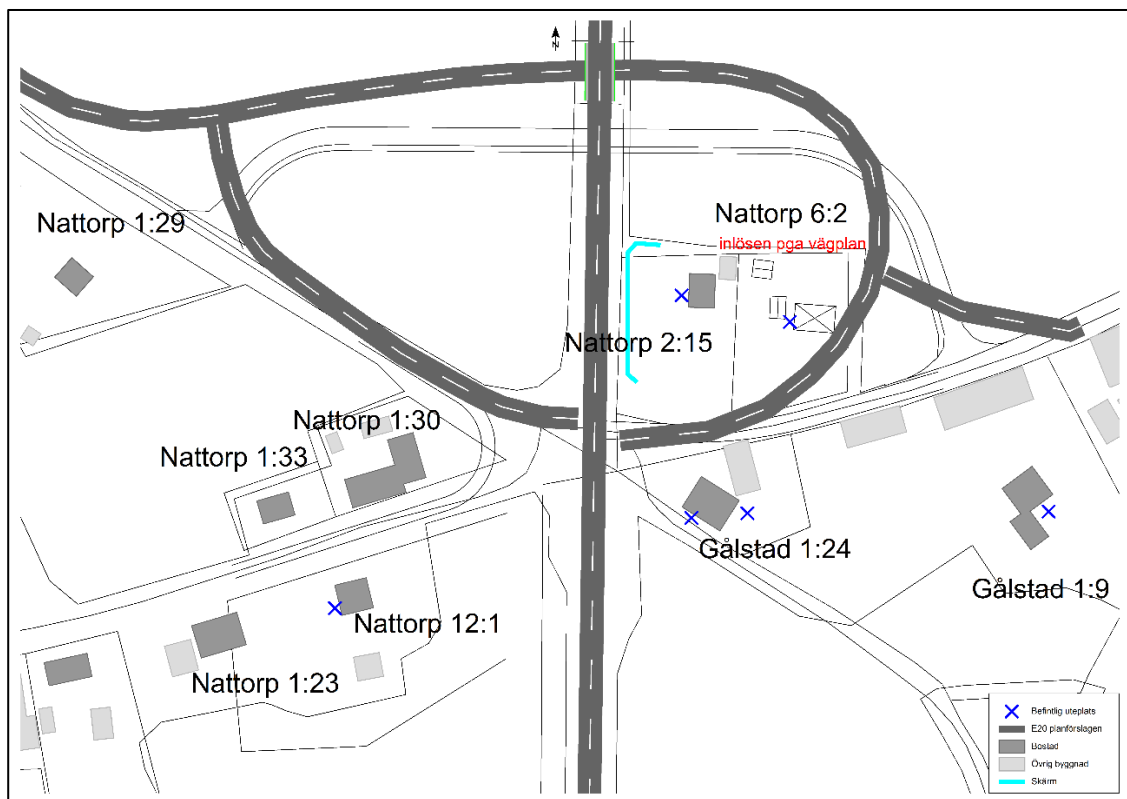 N
Nattorp 6:2
Nattorp 1:29
inlösen pga vägplan
Nattorp 2:15
Nattorp 1:30
Nattorp 1:33
Gålstad 1:24
Gålstad 1:9
Nattorp 12:1
Nattorp 1:23
Befintlig uteplats
E20 planförslagen
Bostad
Övrig byggnad
Skärm